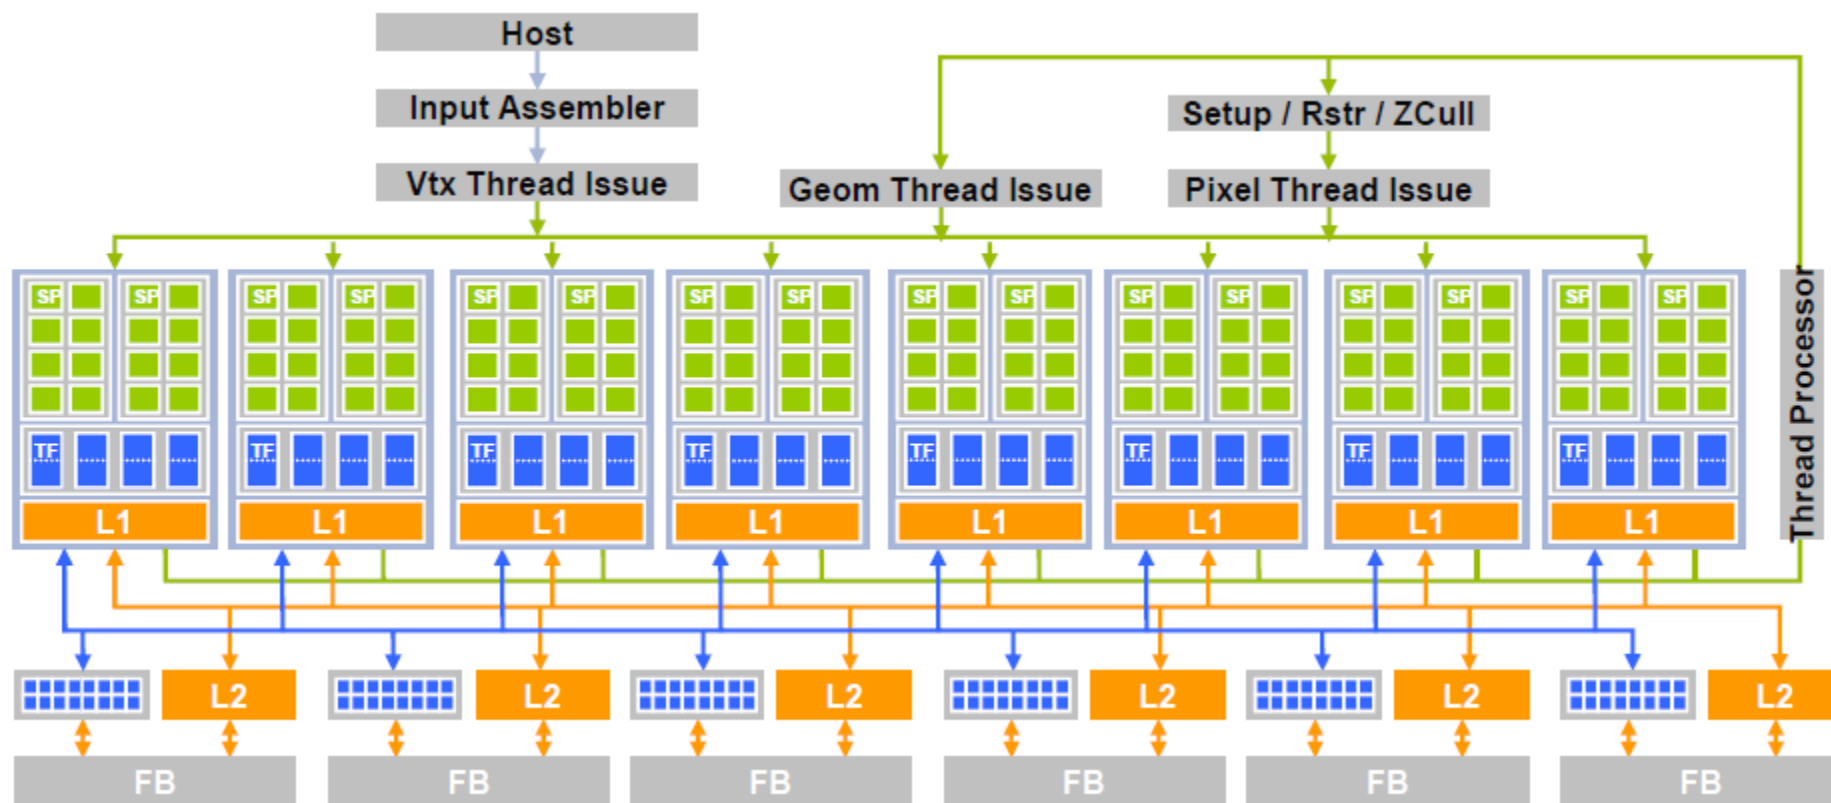 Host
Input Assembler
Setup / Rstr / ZCull
Vtx Thread Issue
Geom Thread Issue
Pixel Thread Issue
SP SP SP SP SP SP SP SP SP SP SP SP SP SP SP SP
Thread Processor
TF TF TF TF TF TF TF TF
L1 L1 L1 L1 L1 L1 L1 L1
L2 L2 L2 L2 L2 L2
FB FB FB FB FB FB